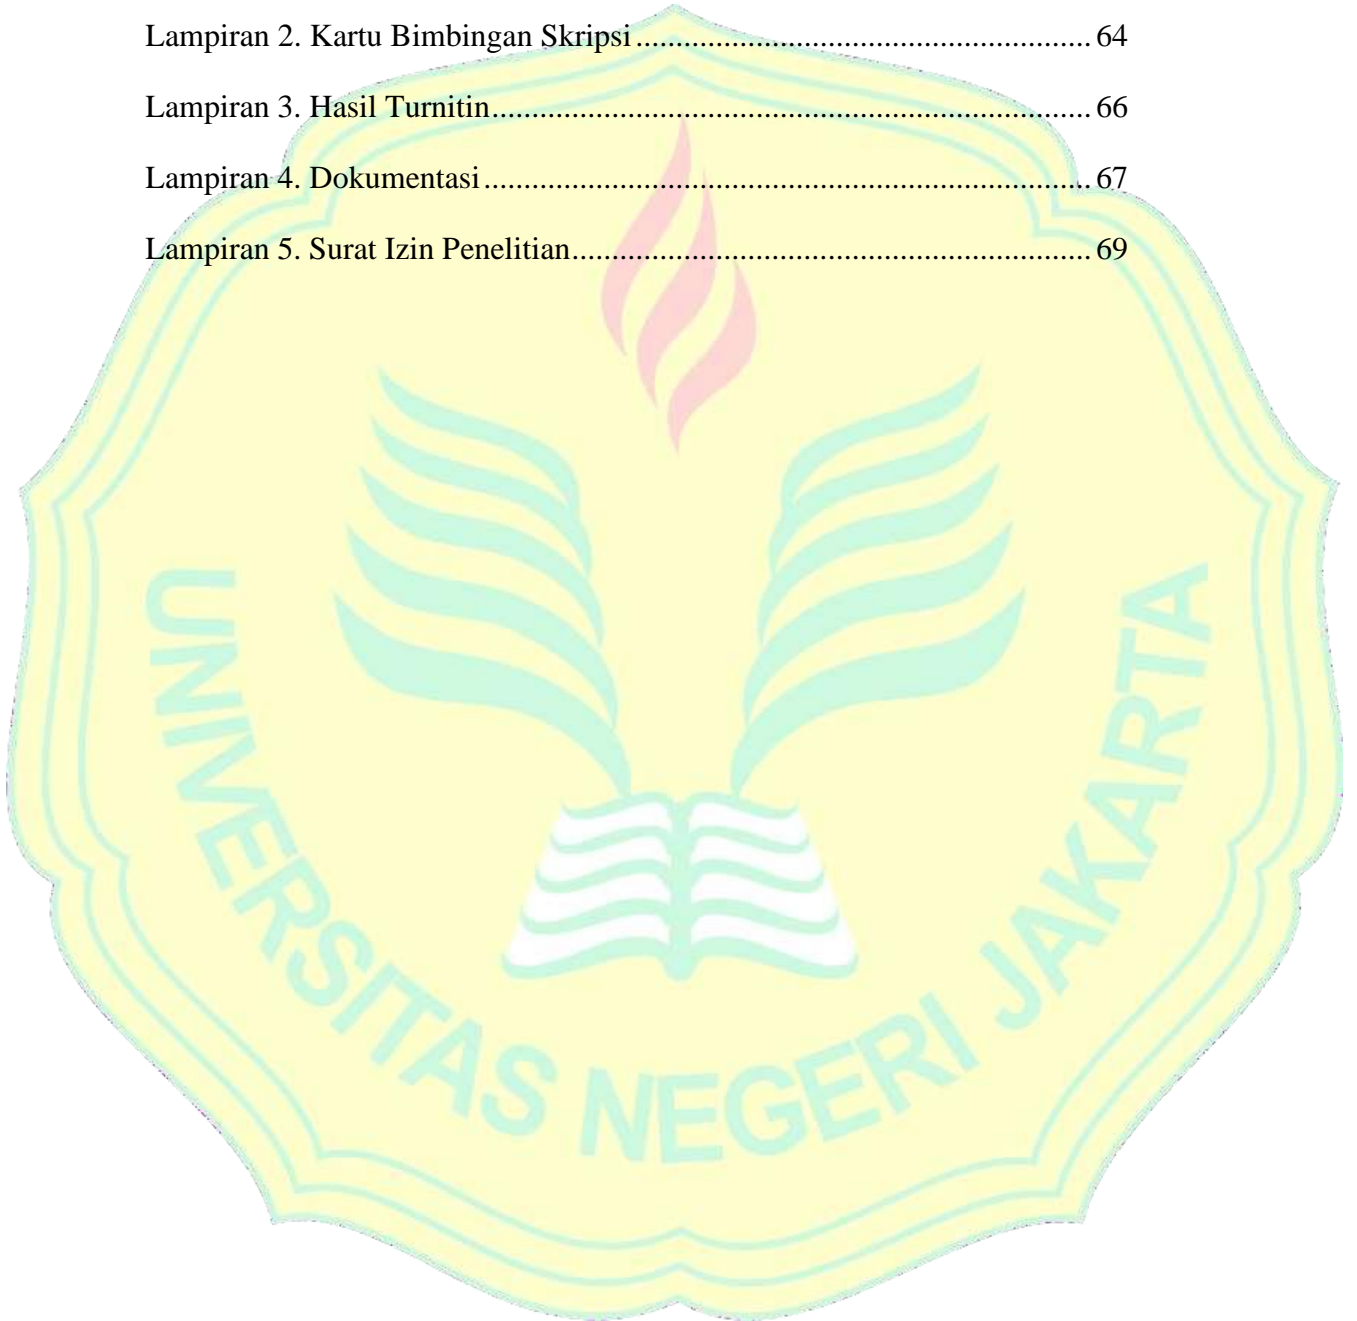 Lampiran 2. Kartu Bimbingan Skripsi........................................................ 64
Lampiran 3. Hasil Turnitin.......................................................................... 66
Lampiran 4. Dokumentasi........................................................................... 67
Lampiran 5. Surat Izin Penelitian................................................................ 69
UNIVERSITAS NEGERI JAKARTA